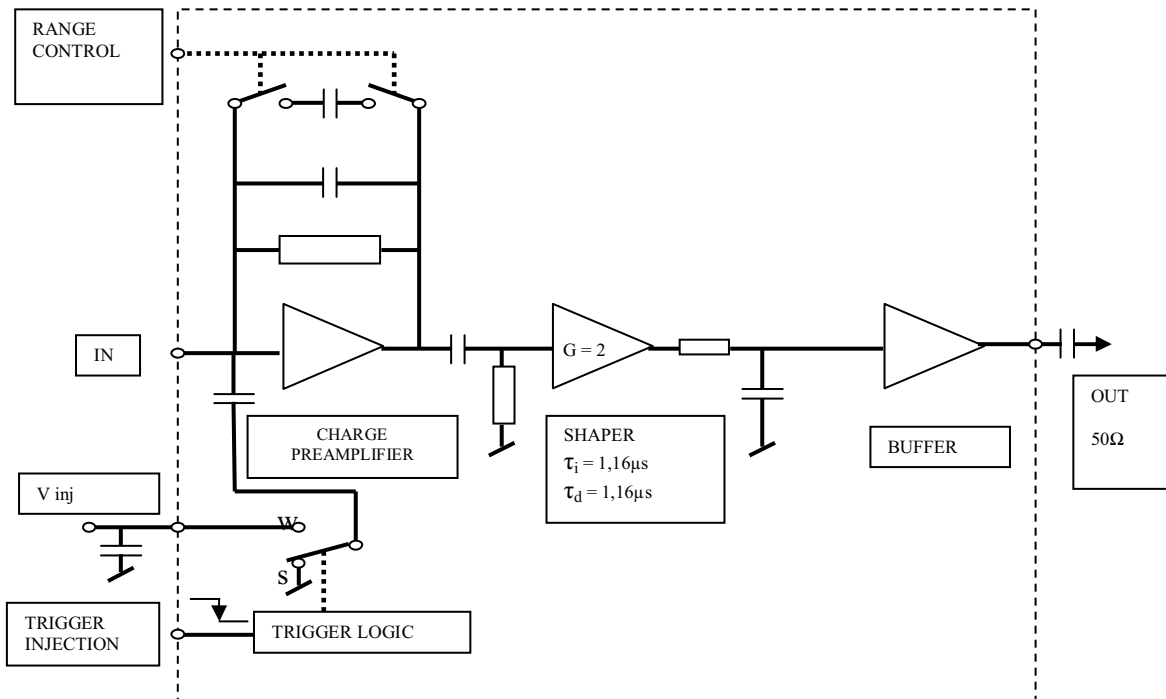 RANGE
CONTROL
IN
G = 2
CHARGE
PREAMPLIFIER
SHAPER
τi = 1,16µs
τd = 1,16µs
BUFFER
OUT
50Ω
V inj
W
S
TRIGGER
INJECTION
TRIGGER LOGIC